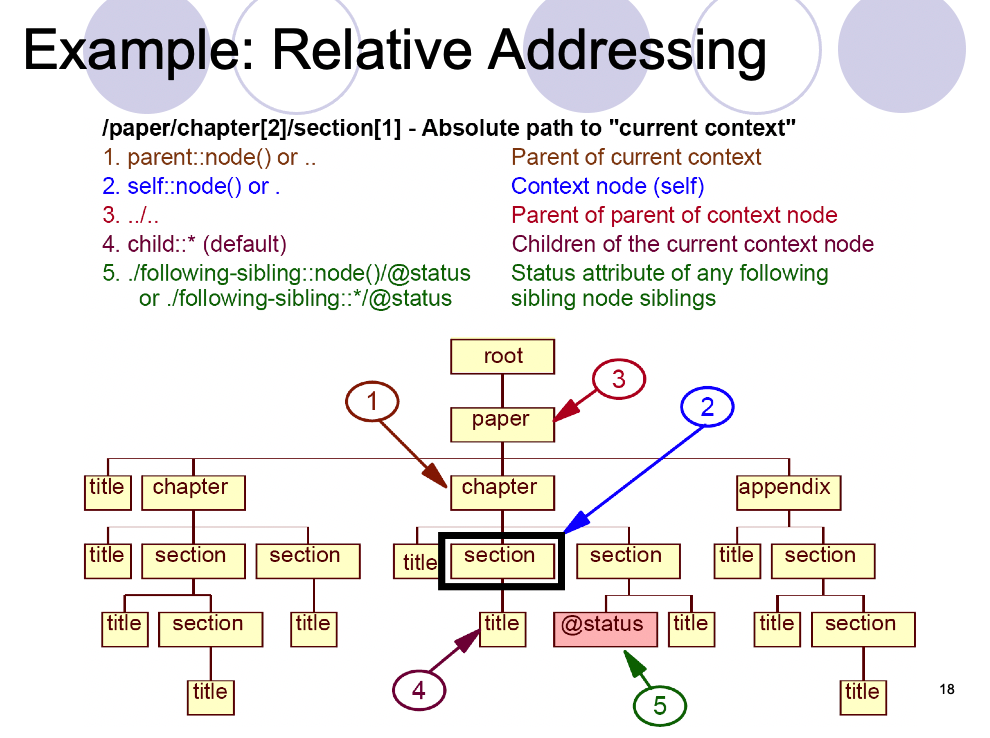 Example: Relative Addressing
/paper/chapter[2]/section[1] - Absolute path to "current context"
1. parent::node() or .. Parent of current context
2. self::node() or . Context node (self)
3. ../.. Parent of parent of context node
4. child::* (default) Children of the current context node
5. ./following-sibling::node()/@status Status attribute of any following
or ./following-sibling::*/@status sibling node siblings
root
3
1
2
paper
title chapter chapter appendix
title section section title section section title section
title section title title @status title title section
4
5
title title
18